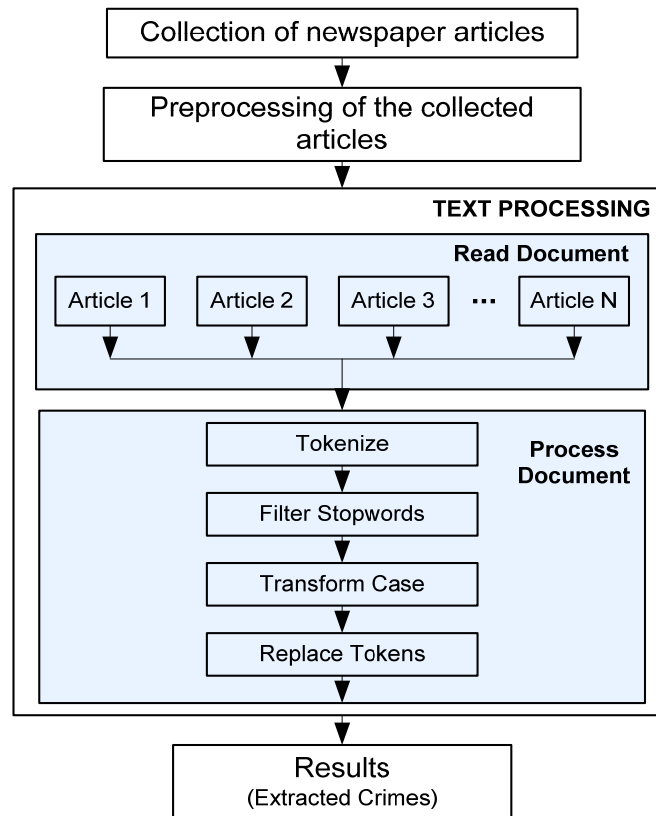 Collection of newspaper articles
Preprocessing of the collected
articles
TEXT PROCESSING
Read Document
Article 1
Article 2
Article 3
...
Article N
Tokenize
Process
Document
Filter Stopwords
Transform Case
Replace Tokens
Results
(Extracted Crimes)